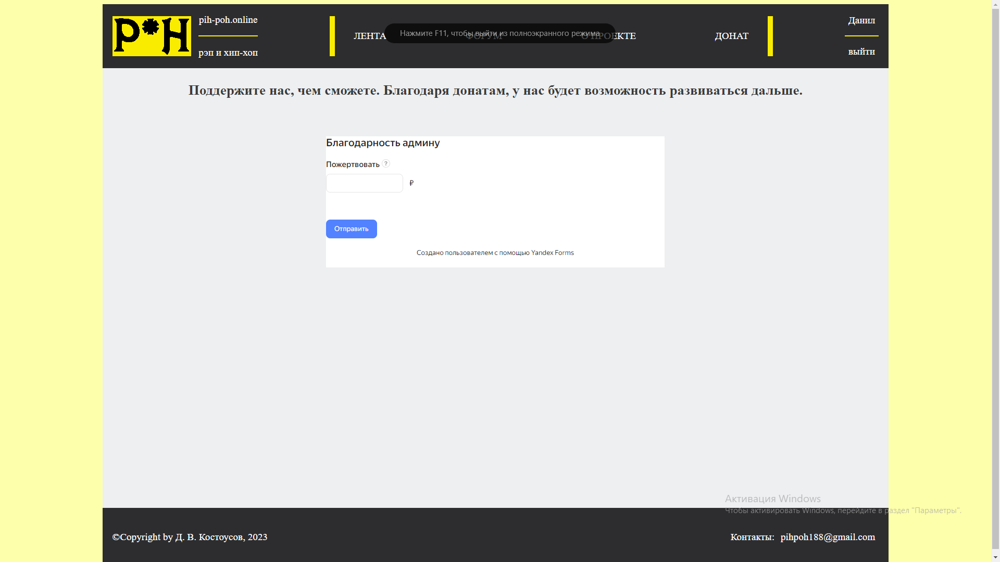 P*H
pih-poh.online
рэп и хип-хоп
ЛЕНТА
ФОРУМ
О ПРОЕКТЕ
ДОНАТ
Данил
выйти
Нажмите F11, чтобы выйти из полноэкранного режима
Поддержите нас, чем сможете. Благодаря донатам, у нас будет возможность развиваться дальше.
Благодарность админу
Пожертвовать ?
₽
Отправить
Создано пользователем с помощью Yandex Forms
Активация Windows
Чтобы активировать Windows, перейдите в раздел "Параметры".
©Copyright by Д. В. Костоусов, 2023
Контакты: pihpoh188@gmail.com